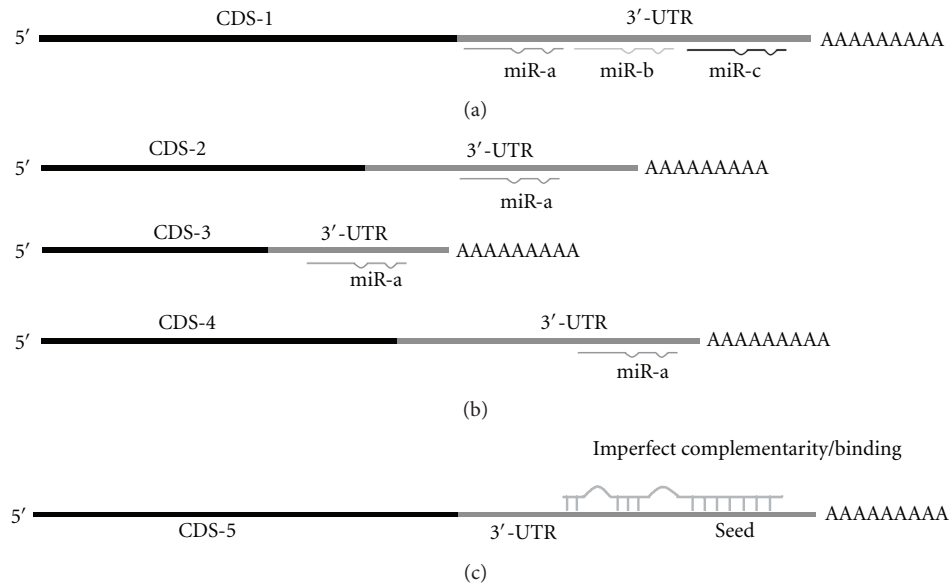 CDS-1 3′-UTR
5′ AAAAAAAAA
miR-a miR-b miR-c
(a)
CDS-2 3′-UTR
5′ AAAAAAAAA
miR-a
CDS-3 3′-UTR
5′ AAAAAAAAA
miR-a
CDS-4 3′-UTR
5′ AAAAAAAAA
miR-a
(b)
Imperfect complementarity/binding
5′ AAAAAAAAA
CDS-5 3′-UTR Seed
(c)